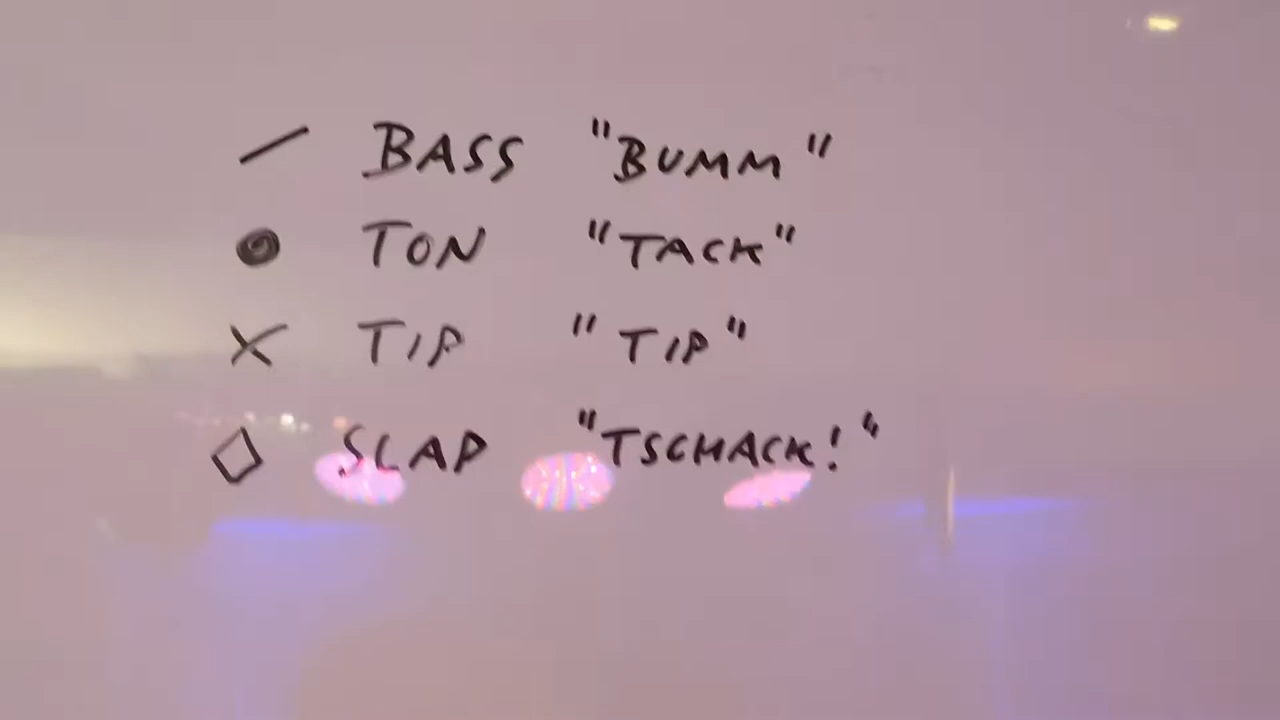 / BASS "BUMM"
● TON "TACK"
X TIP "TIP"
◇ SLAP "TSCHACK!"